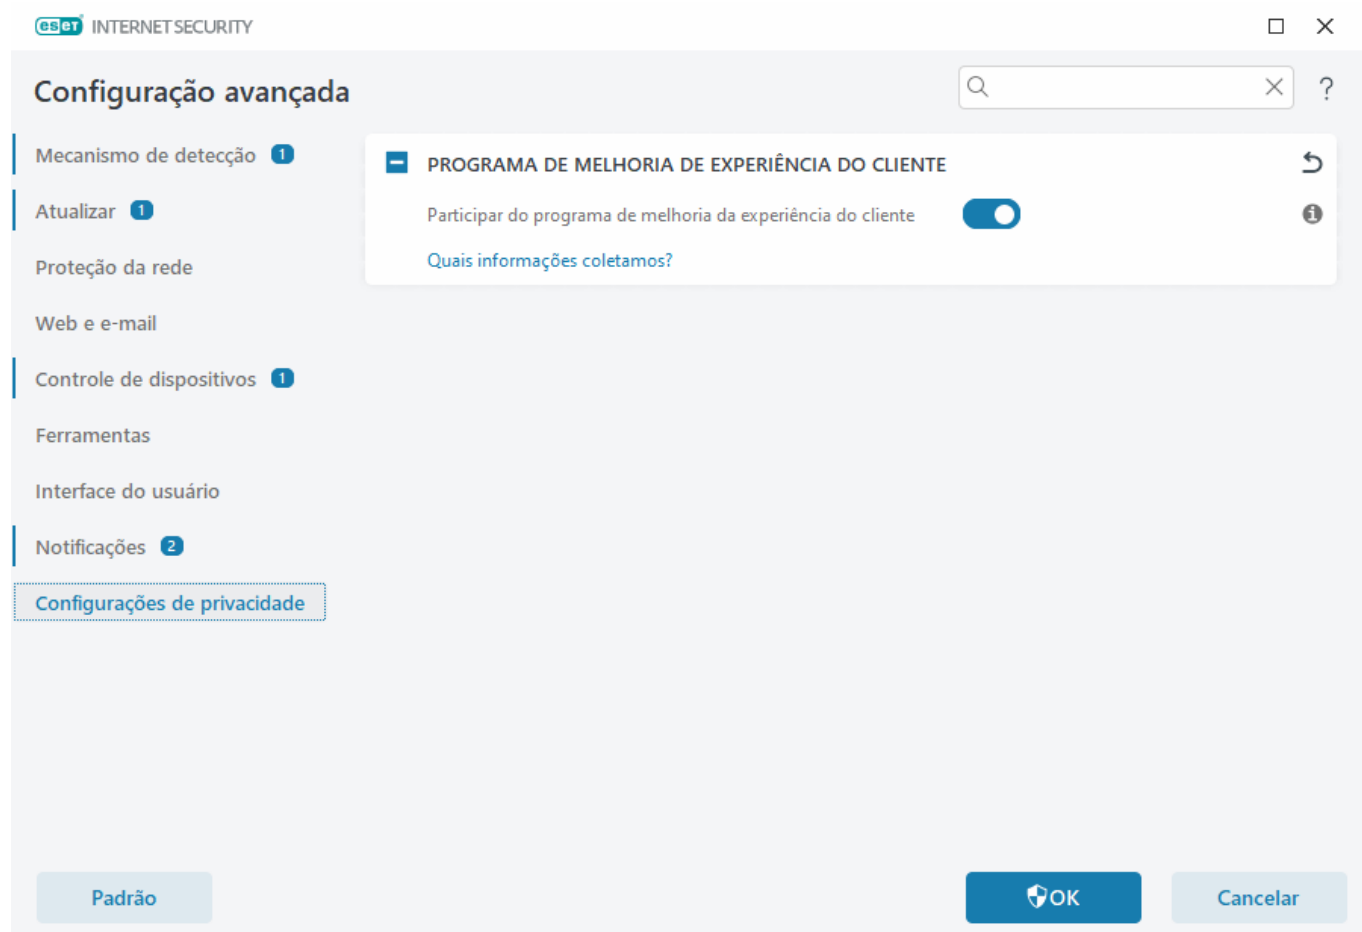 eset INTERNET SECURITY
Configuração avançada
?
Mecanismo de detecção 1
Atualizar 1
Proteção da rede
Web e e-mail
Controle de dispositivos 1
Ferramentas
Interface do usuário
Notificações 2
Configurações de privacidade
PROGRAMA DE MELHORIA DE EXPERIÊNCIA DO CLIENTE
Participar do programa de melhoria da experiência do cliente
Quais informações coletamos?
Padrão
OK
Cancelar